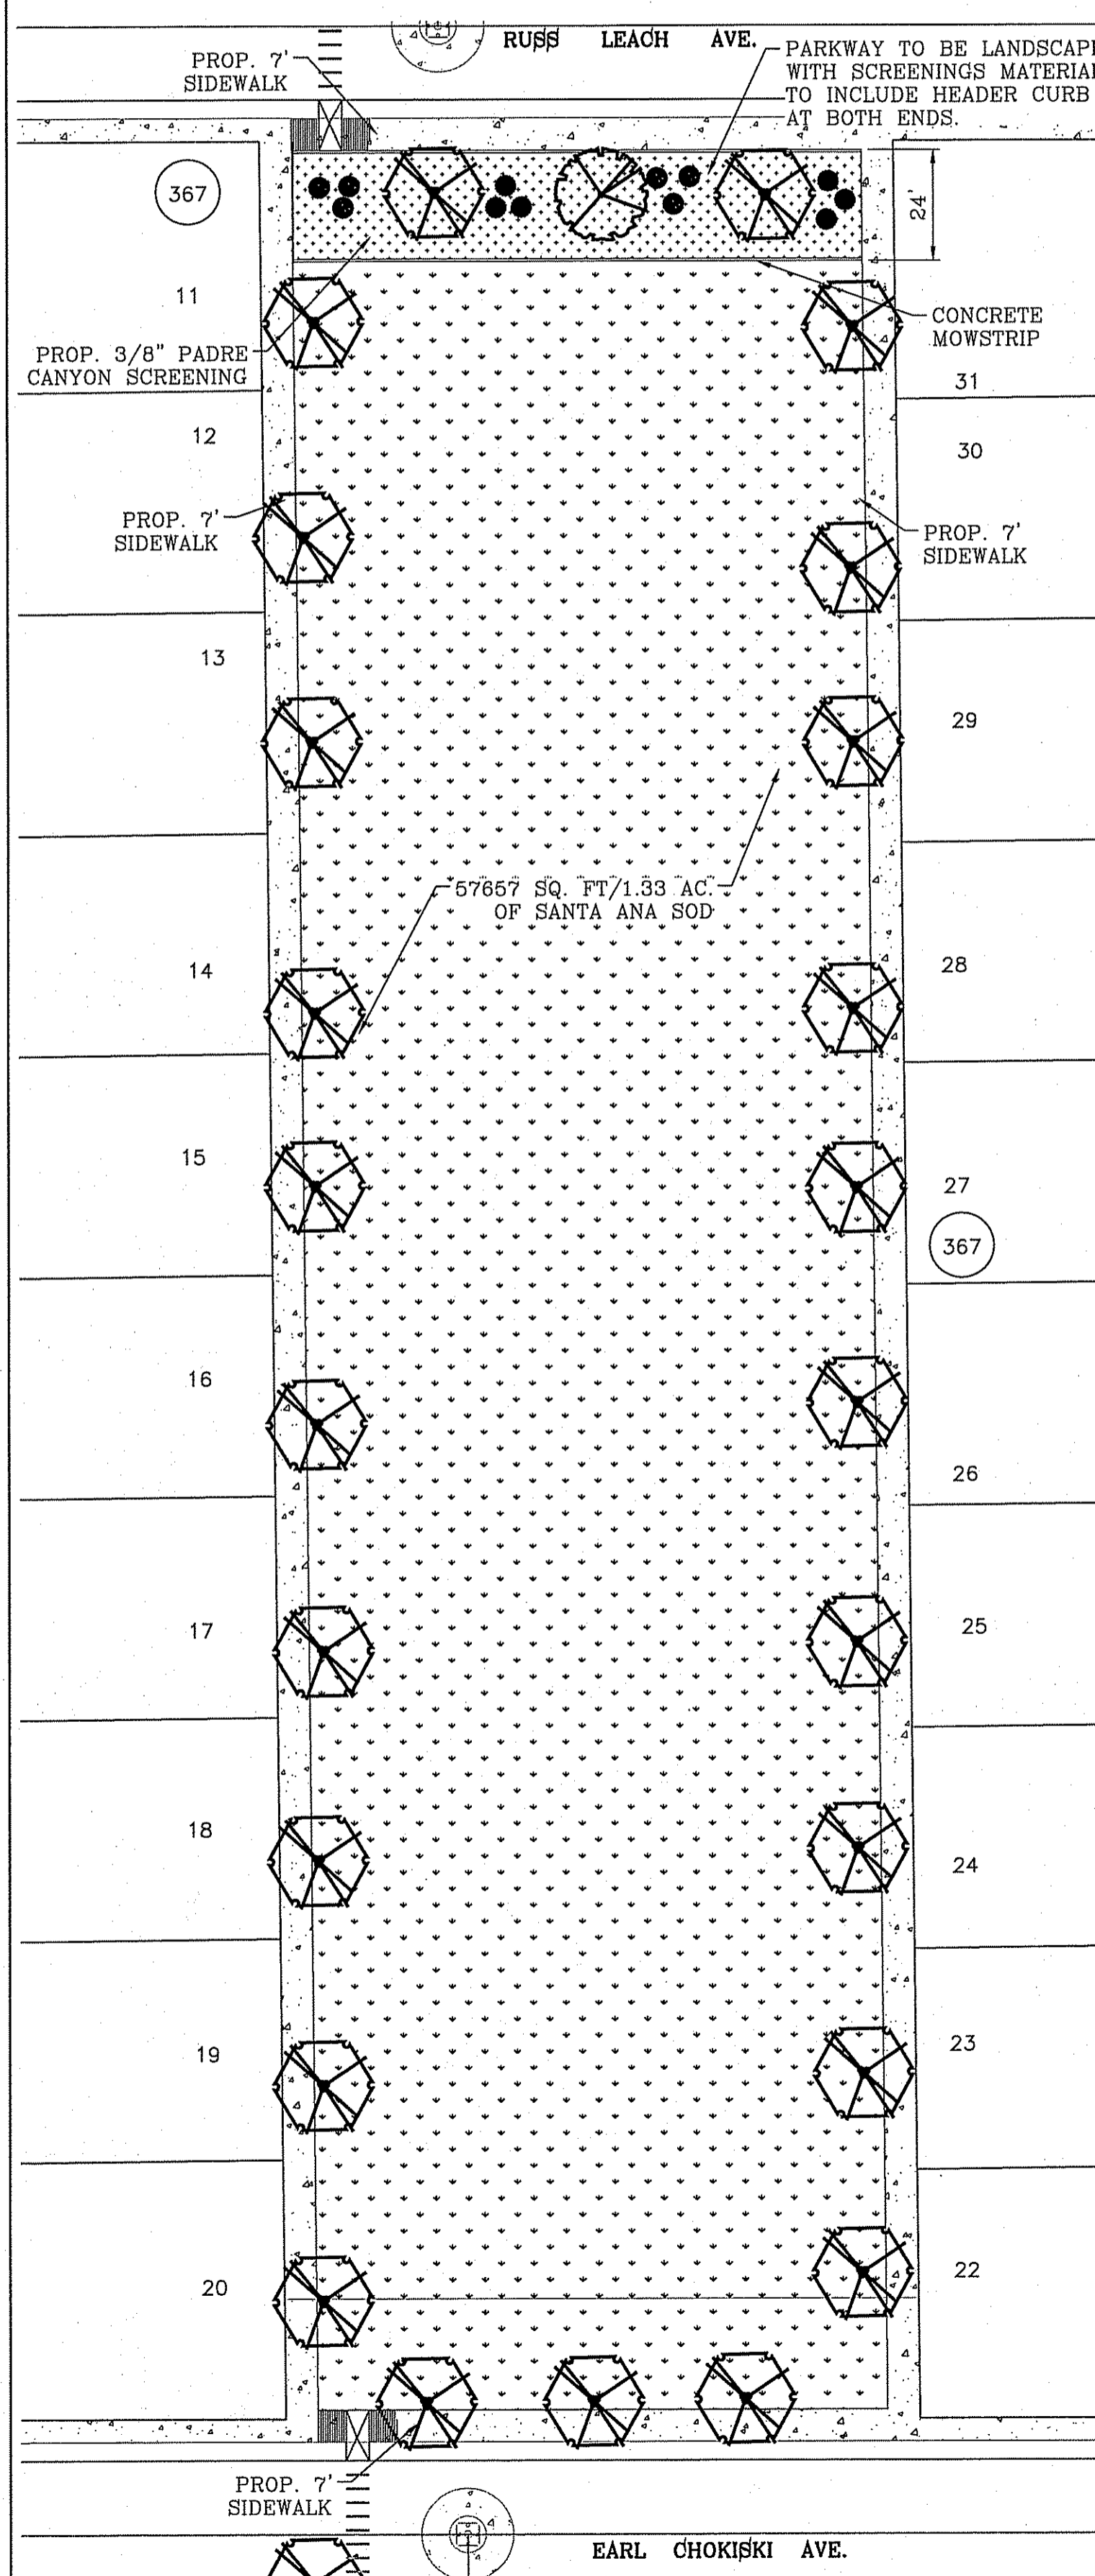 RUSS LEACH AVE.
PROP. 7'
SIDEWALK
PARKWAY TO BE LANDSCAPE
WITH SCREENINGS MATERIAL
TO INCLUDE HEADER CURB
AT BOTH ENDS.
367
24'
11
CONCRETE
MOWSTRIP
PROP. 3/8" PADRE
CANYON SCREENING
31
12
30
PROP. 7'
SIDEWALK
PROP. 7'
SIDEWALK
13
29
57657 SQ. FT/1.33 AC.
OF SANTA ANA SOD
14
28
15
27
367
16
26
17
25
18
24
19
23
20
22
PROP. 7'
SIDEWALK
EARL CHOKISKI AVE.